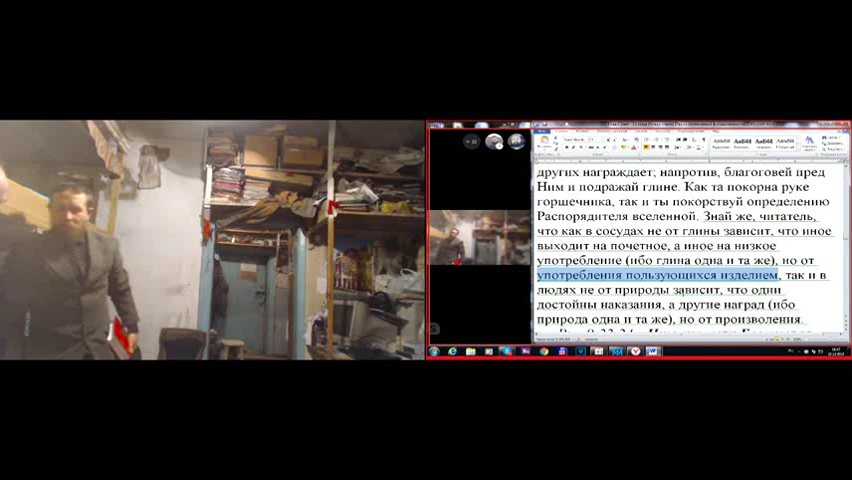 других награждает; напротив, благоговей пред
Ним и подражай глине. Как та покорна руке
горшечника, так и ты покорствуй определению
Распорядителя вселенной. Знай же, читатель,
что как в сосудах не от глины зависит, что иное
выходит на почетное, а иное на низкое
употребление (ибо глина одна и та же), но от
употребления пользующихся изделием, так и в
людях не от природы зависит, что одни
достойны наказания, а другие наград (ибо
природа одна и та же), но от произволения.